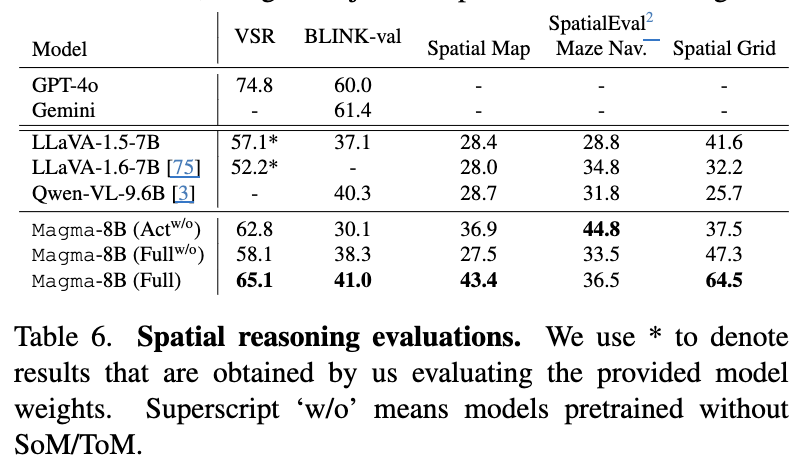 Model VSR BLINK-val SpatialEval²
Spatial Map Maze Nav. Spatial Grid
GPT-4o 74.8 60.0 - - -
Gemini - 61.4 - - -
LLaVA-1.5-7B 57.1* 37.1 28.4 28.8 41.6
LLaVA-1.6-7B [75] 52.2* - 28.0 34.8 32.2
Qwen-VL-9.6B [3] - 40.3 28.7 31.8 25.7
Magma-8B (Act^w/o) 62.8 30.1 36.9 44.8 37.5
Magma-8B (Full^w/o) 58.1 38.3 27.5 33.5 47.3
Magma-8B (Full) 65.1 41.0 43.4 36.5 64.5
Table 6. Spatial reasoning evaluations. We use * to denote
results that are obtained by us evaluating the provided model
weights. Superscript ‘w/o’ means models pretrained without
SoM/ToM.